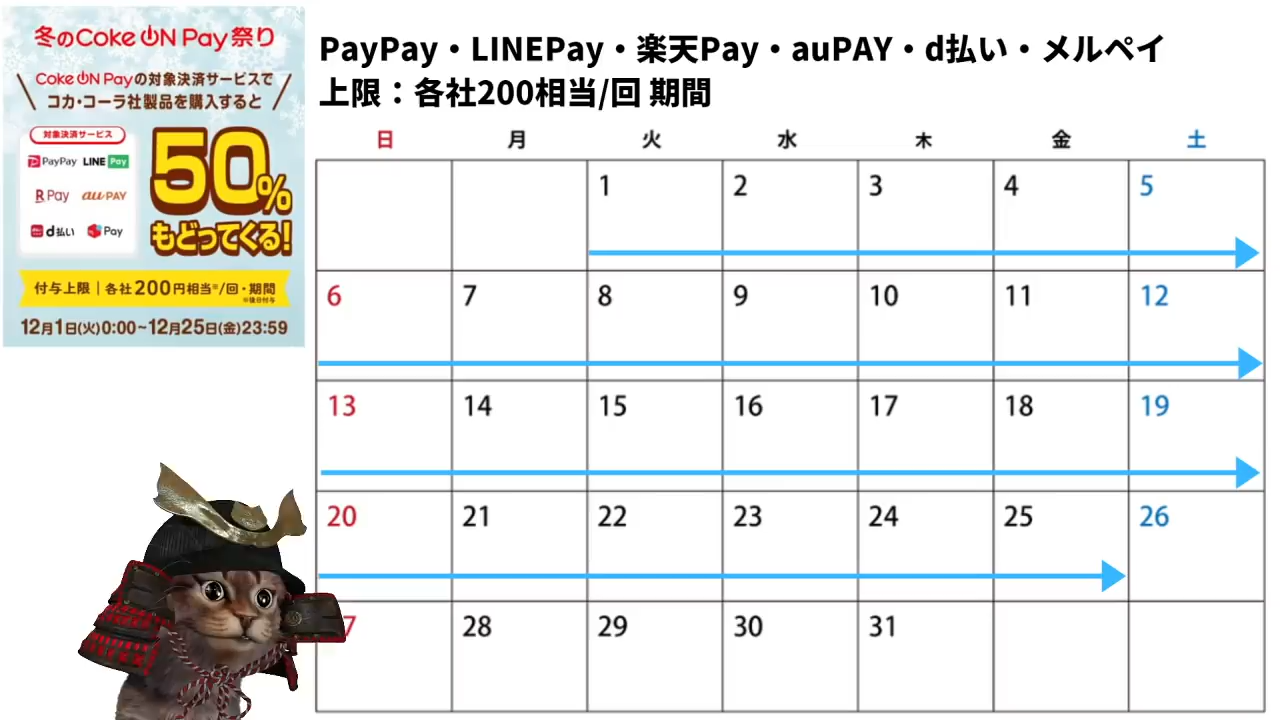 冬のCoke ON Pay祭り
Coke ON Payの対象決済サービスで
コカ・コーラ社製品を購入すると
対象決済サービス
PayPay LINE Pay
R Pay au PAY
d払い Pay
50%
もどってくる!
付与上限|各社200円相当※/回・期間
※後日付与
12月1日(火)0:00~12月25日(金)23:59
PayPay・LINEPay・楽天Pay・auPAY・d払い・メルペイ
上限：各社200相当/回 期間
日 月 火 水 木 金 土
1 2 3 4 5
6 7 8 9 10 11 12
13 14 15 16 17 18 19
20 21 22 23 24 25 26
7 28 29 30 31